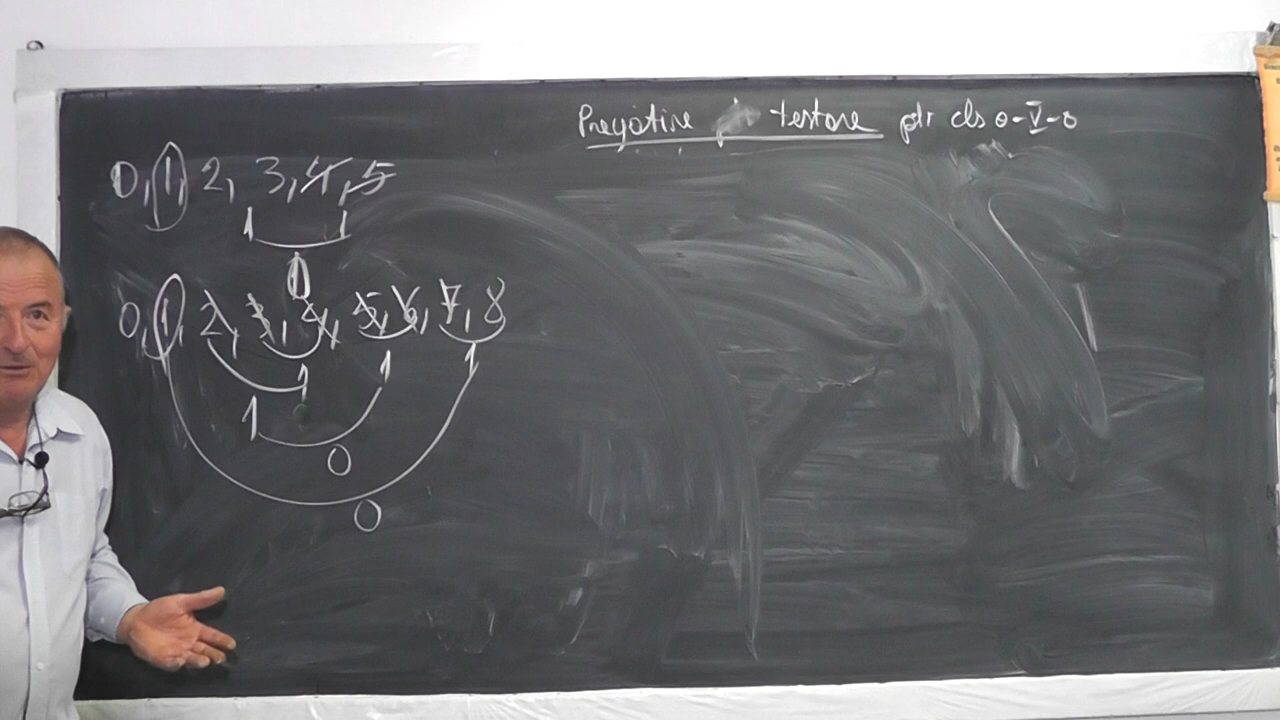 Pregătire testare ptr cls a-V-a
0, 1, 2, 3, 4, 5
1 1
0
0, 1, 2, 3, 4, 5, 6, 7, 8
1 1 1
1
0
0